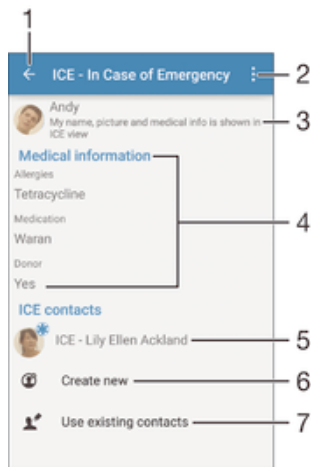 1
ICE - In Case of Emergency
2
Andy
My name, picture and medical info is shown in
ICE view
3
Medical information
Allergies
Tetracycline
Medication
Waran
4
Donor
Yes
ICE contacts
ICE - Lily Ellen Ackland
5
Create new
6
Use existing contacts
7